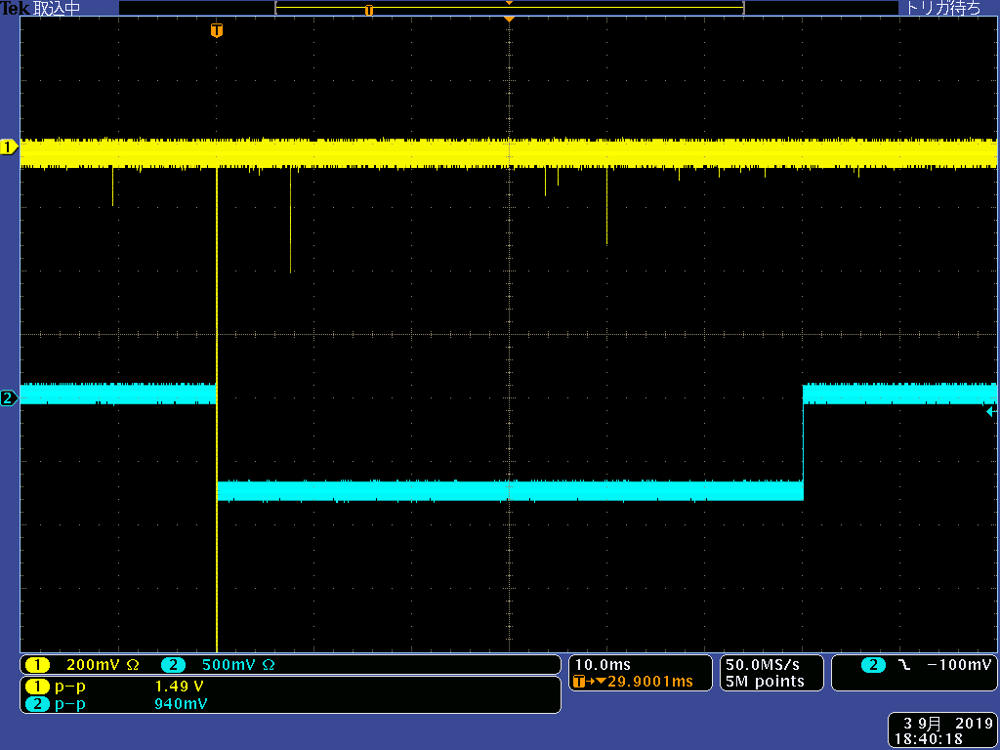 Tek 取込中 トリガ待ち
T T
1
2
1 200mV Ω 2 500mV Ω
1 p-p 1.49 V
2 p-p 940mV
10.0ms
T→▼29.9001ms
50.0MS/s
5M points
2 ╲ −100mV
3 9月 2019
18:40:18